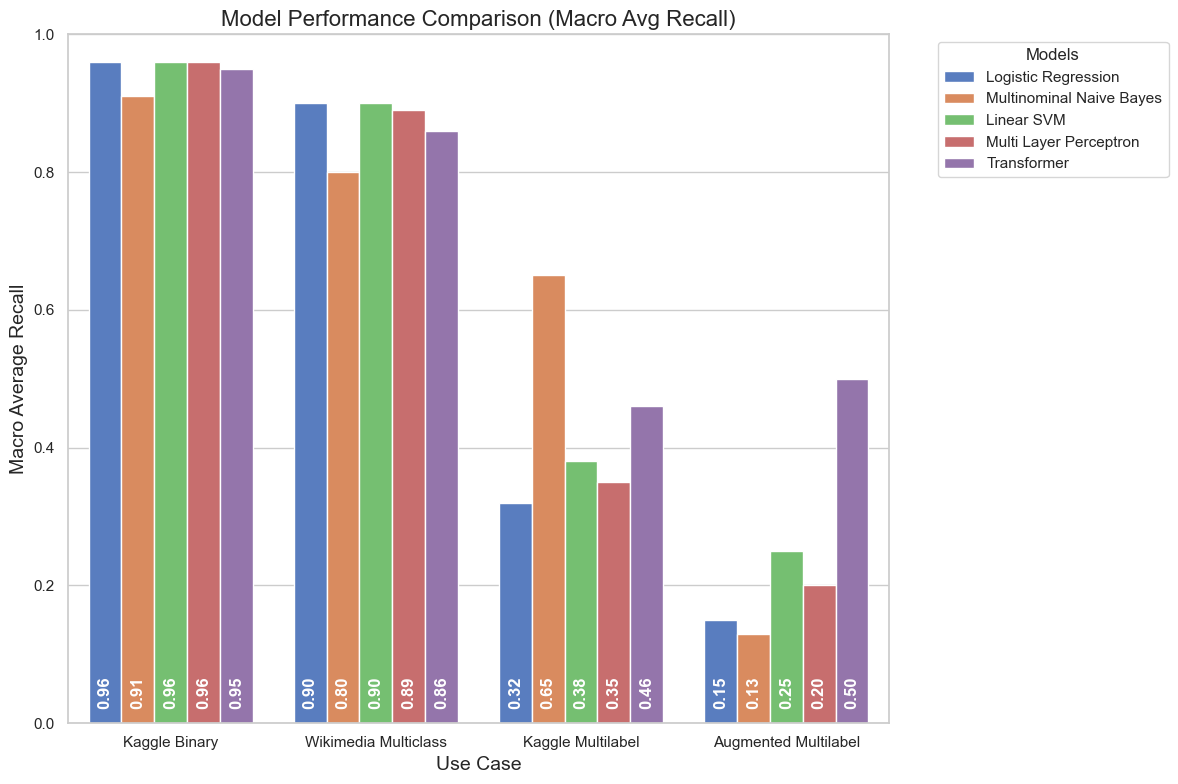 Model Performance Comparison (Macro Avg Recall)
Models
Logistic Regression
Multinominal Naive Bayes
Linear SVM
Multi Layer Perceptron
Transformer
Macro Average Recall
1.0
0.8
0.6
0.4
0.2
0.0
0.96
0.91
0.96
0.96
0.95
0.90
0.80
0.90
0.89
0.86
0.32
0.65
0.38
0.35
0.46
0.15
0.13
0.25
0.20
0.50
Kaggle Binary
Wikimedia Multiclass
Kaggle Multilabel
Augmented Multilabel
Use Case